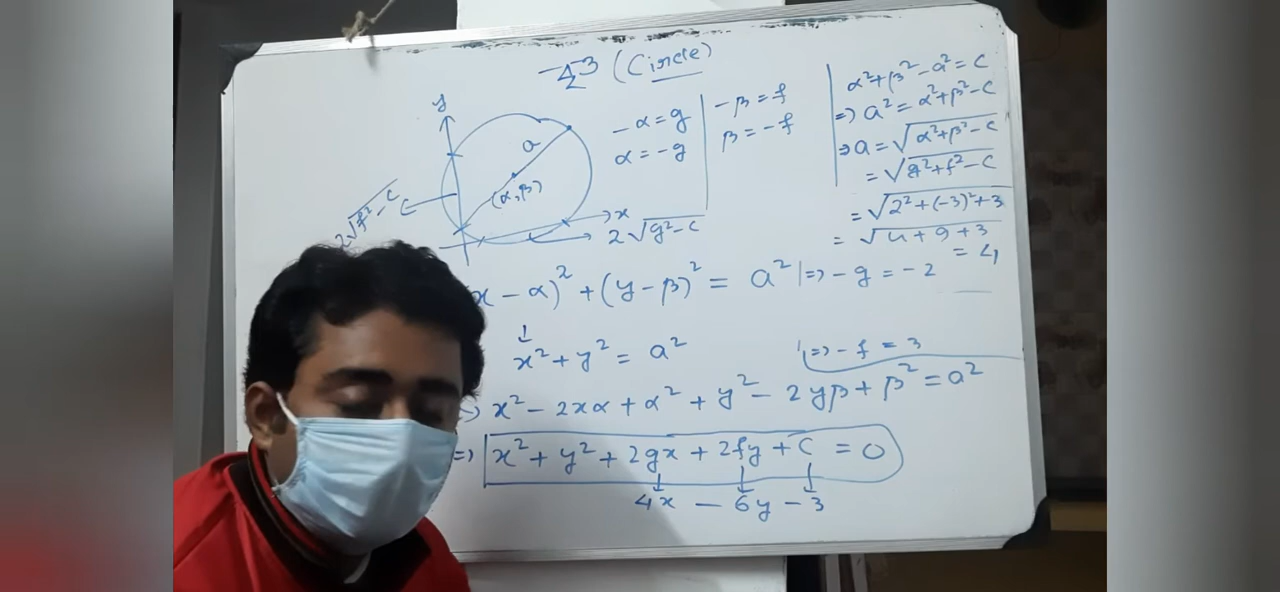 (Circle)
y
a
(α, β)
x
2√f²-c
2√g²-c
-α = g
α = -g
-β = f
β = -f
α² + β² - a² = c
=) a² = α² + β² - c
=) a = √α² + β² - c
= √g² + f² - c
= √2² + (-3)² + 3
= √4 + 9 + 3
= 4
x - α)² + (y - β)² = a²
=) - g = -2
↓
x² + y² = a²
=) - f = 3
x² - 2xα + α² + y² - 2yβ + β² = a²
=) x² + y² + 2gx + 2fy + c = 0
↓ ↓ ↓
4x - 6y - 3